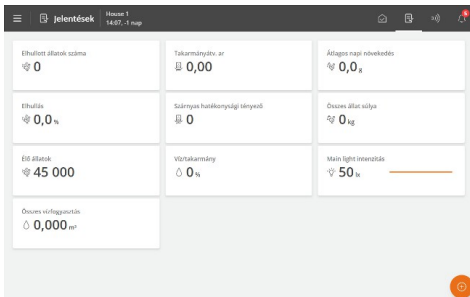 Jelentések
House 1
14:07, -1 nap
Elhullott állatok száma
0
Takarmányátv. ar
0,00
Átlagos napi növekedés
0,0 g
Elhullás
0,0 %
Szárnyas hatékonysági tényező
0
Összes állat súlya
0 kg
Élő állatok
45 000
Víz/takarmány
0 %
Main light intenzitás
50 lx
Összes vízfogyasztás
0,000 m³